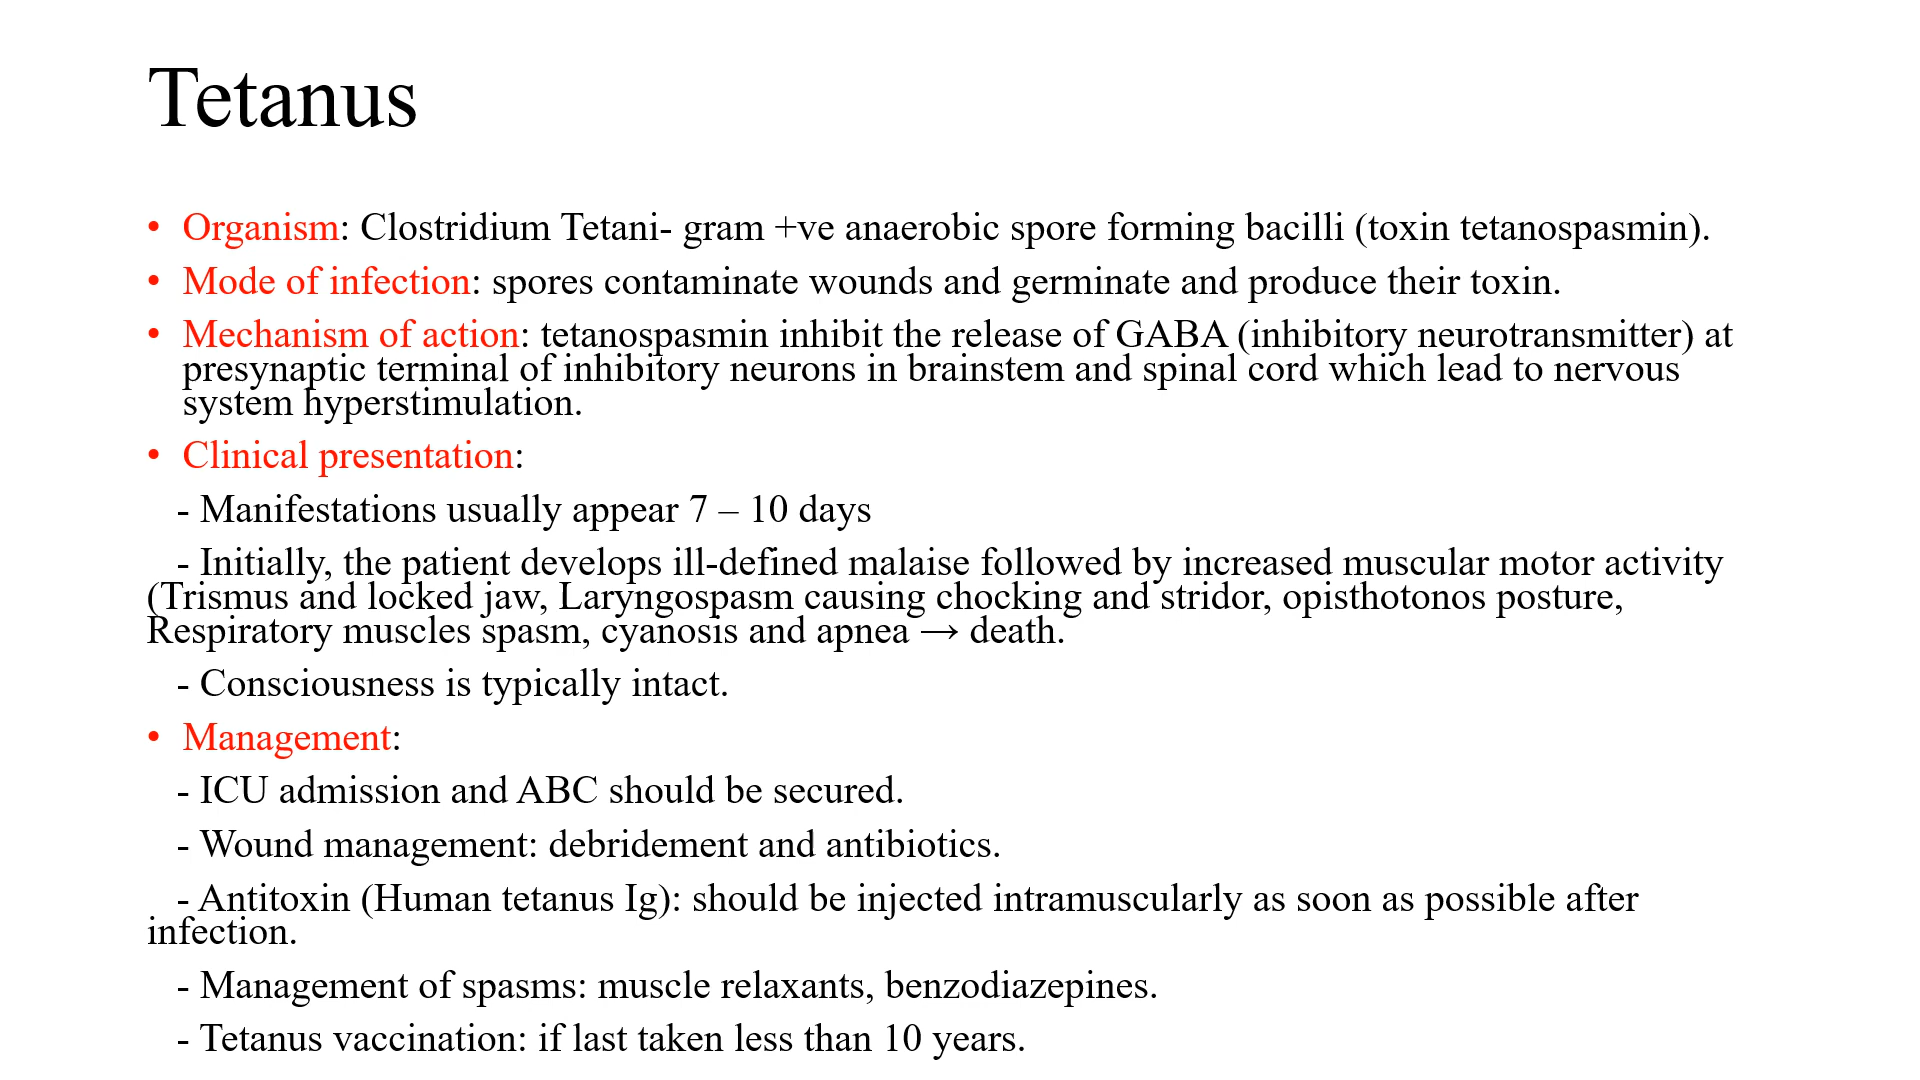 Tetanus
• Organism: Clostridium Tetani- gram +ve anaerobic spore forming bacilli (toxin tetanospasmin).
• Mode of infection: spores contaminate wounds and germinate and produce their toxin.
• Mechanism of action: tetanospasmin inhibit the release of GABA (inhibitory neurotransmitter) at
presynaptic terminal of inhibitory neurons in brainstem and spinal cord which lead to nervous
system hyperstimulation.
• Clinical presentation:
- Manifestations usually appear 7 – 10 days
- Initially, the patient develops ill-defined malaise followed by increased muscular motor activity
(Trismus and locked jaw, Laryngospasm causing chocking and stridor, opisthotonos posture,
Respiratory muscles spasm, cyanosis and apnea → death.
- Consciousness is typically intact.
• Management:
- ICU admission and ABC should be secured.
- Wound management: debridement and antibiotics.
- Antitoxin (Human tetanus Ig): should be injected intramuscularly as soon as possible after
infection.
- Management of spasms: muscle relaxants, benzodiazepines.
- Tetanus vaccination: if last taken less than 10 years.